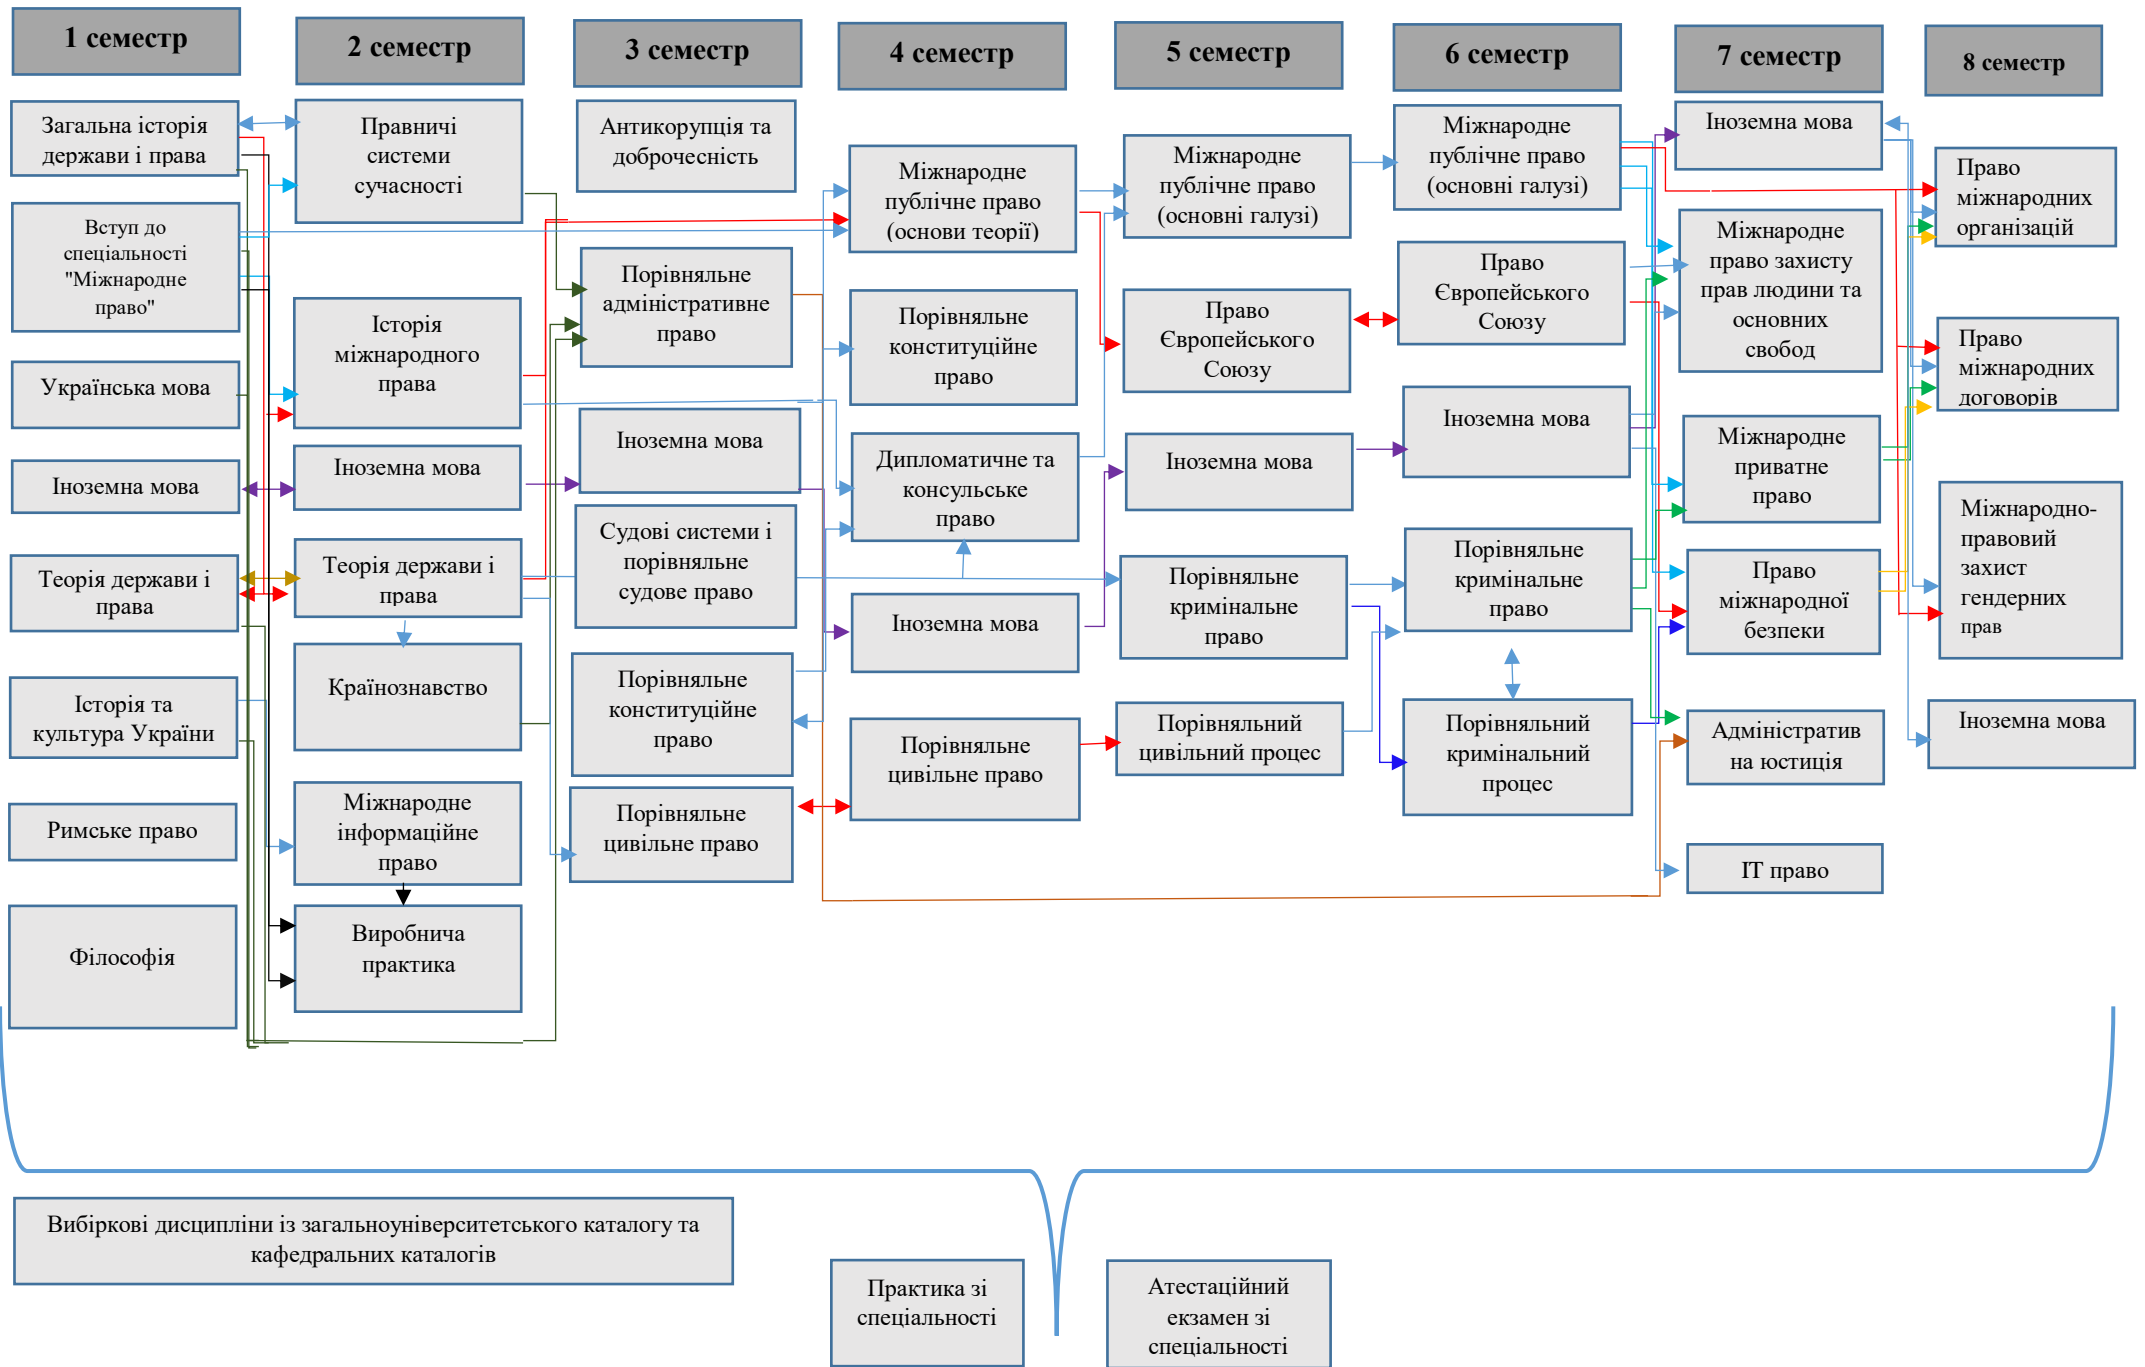 1 семестр
2 семестр
3 семестр
4 семестр
5 семестр
6 семестр
7 семестр
8 семестр
Загальна історія
держави і права
Вступ до
спеціальності
"Міжнародне
право"
Українська мова
Іноземна мова
Теорія держави і
права
Історія та
культура України
Римське право
Філософія
Правничі
системи
сучасності
Історія
міжнародного
права
Іноземна мова
Теорія держави і
права
Країнознавство
Міжнародне
інформаційне
право
Виробнича
практика
Антикорупція та
доброчесність
Порівняльне
адміністративне
право
Іноземна мова
Судові системи і
порівняльне
судове право
Порівняльне
конституційне
право
Порівняльне
цивільне право
Міжнародне
публічне право
(основи теорії)
Порівняльне
конституційне
право
Дипломатичне та
консульське
право
Іноземна мова
Порівняльне
цивільне право
Міжнародне
публічне право
(основні галузі)
Право
Європейського
Союзу
Іноземна мова
Порівняльне
кримінальне
право
Порівняльний
цивільний процес
Міжнародне
публічне право
(основні галузі)
Право
Європейського
Союзу
Іноземна мова
Порівняльне
кримінальне
право
Порівняльний
кримінальний
процес
Іноземна мова
Міжнародне
право захисту
прав людини та
основних
свобод
Міжнародне
приватне
право
Право
міжнародної
безпеки
Адміністратив
на юстиція
ІТ право
Право
міжнародних
організацій
Право
міжнародних
договорів
Міжнародно-
правовий
захист
гендерних
прав
Іноземна мова
Вибіркові дисципліни із загальноуніверситетського каталогу та
кафедральних каталогів
Практика зі
спеціальності
Атестаційний
екзамен зі
спеціальності